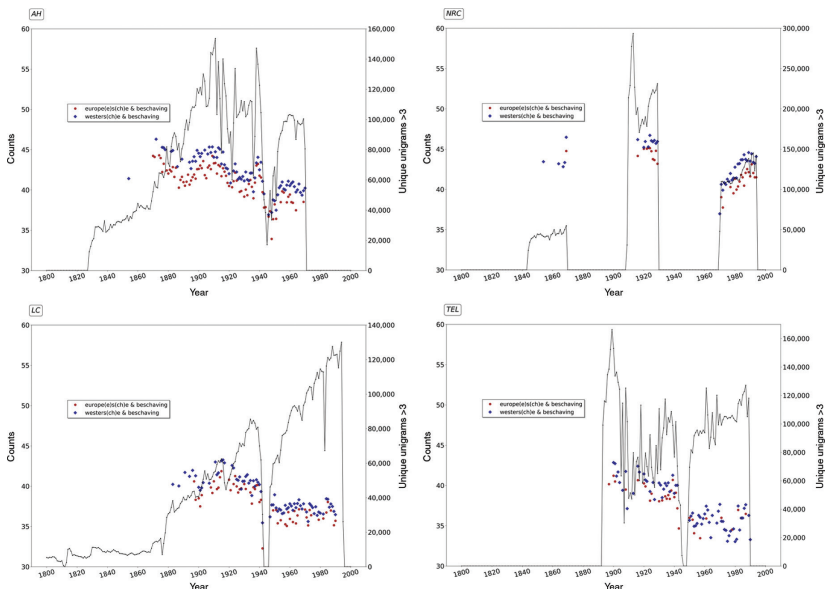 AH
60
55
50
45
40
35
30
Counts
160,000
140,000
120,000
100,000
80,000
60,000
40,000
20,000
0
Unique unigrams >3
europe(e)s(ch)e & beschaving
westers(ch)e & beschaving
1800 1820 1840 1860 1880 1900 1920 1940 1960 1980 2000
Year
NRC
60
55
50
45
40
35
30
Counts
300,000
250,000
200,000
150,000
100,000
50,000
0
Unique unigrams >3
europe(e)s(ch)e & beschaving
westers(ch)e & beschaving
1800 1820 1840 1860 1880 1900 1920 1940 1960 1980 2000
Year
LC
60
55
50
45
40
35
30
Counts
140,000
120,000
100,000
80,000
60,000
40,000
20,000
0
Unique unigrams >3
europe(e)s(ch)e & beschaving
westers(ch)e & beschaving
1800 1820 1840 1860 1880 1900 1920 1940 1960 1980 2000
Year
TEL
60
55
50
45
40
35
30
Counts
160,000
140,000
120,000
100,000
80,000
60,000
40,000
20,000
0
Unique unigrams >3
europe(e)s(ch)e & beschaving
westers(ch)e & beschaving
1800 1820 1840 1860 1880 1900 1920 1940 1960 1980 2000
Year